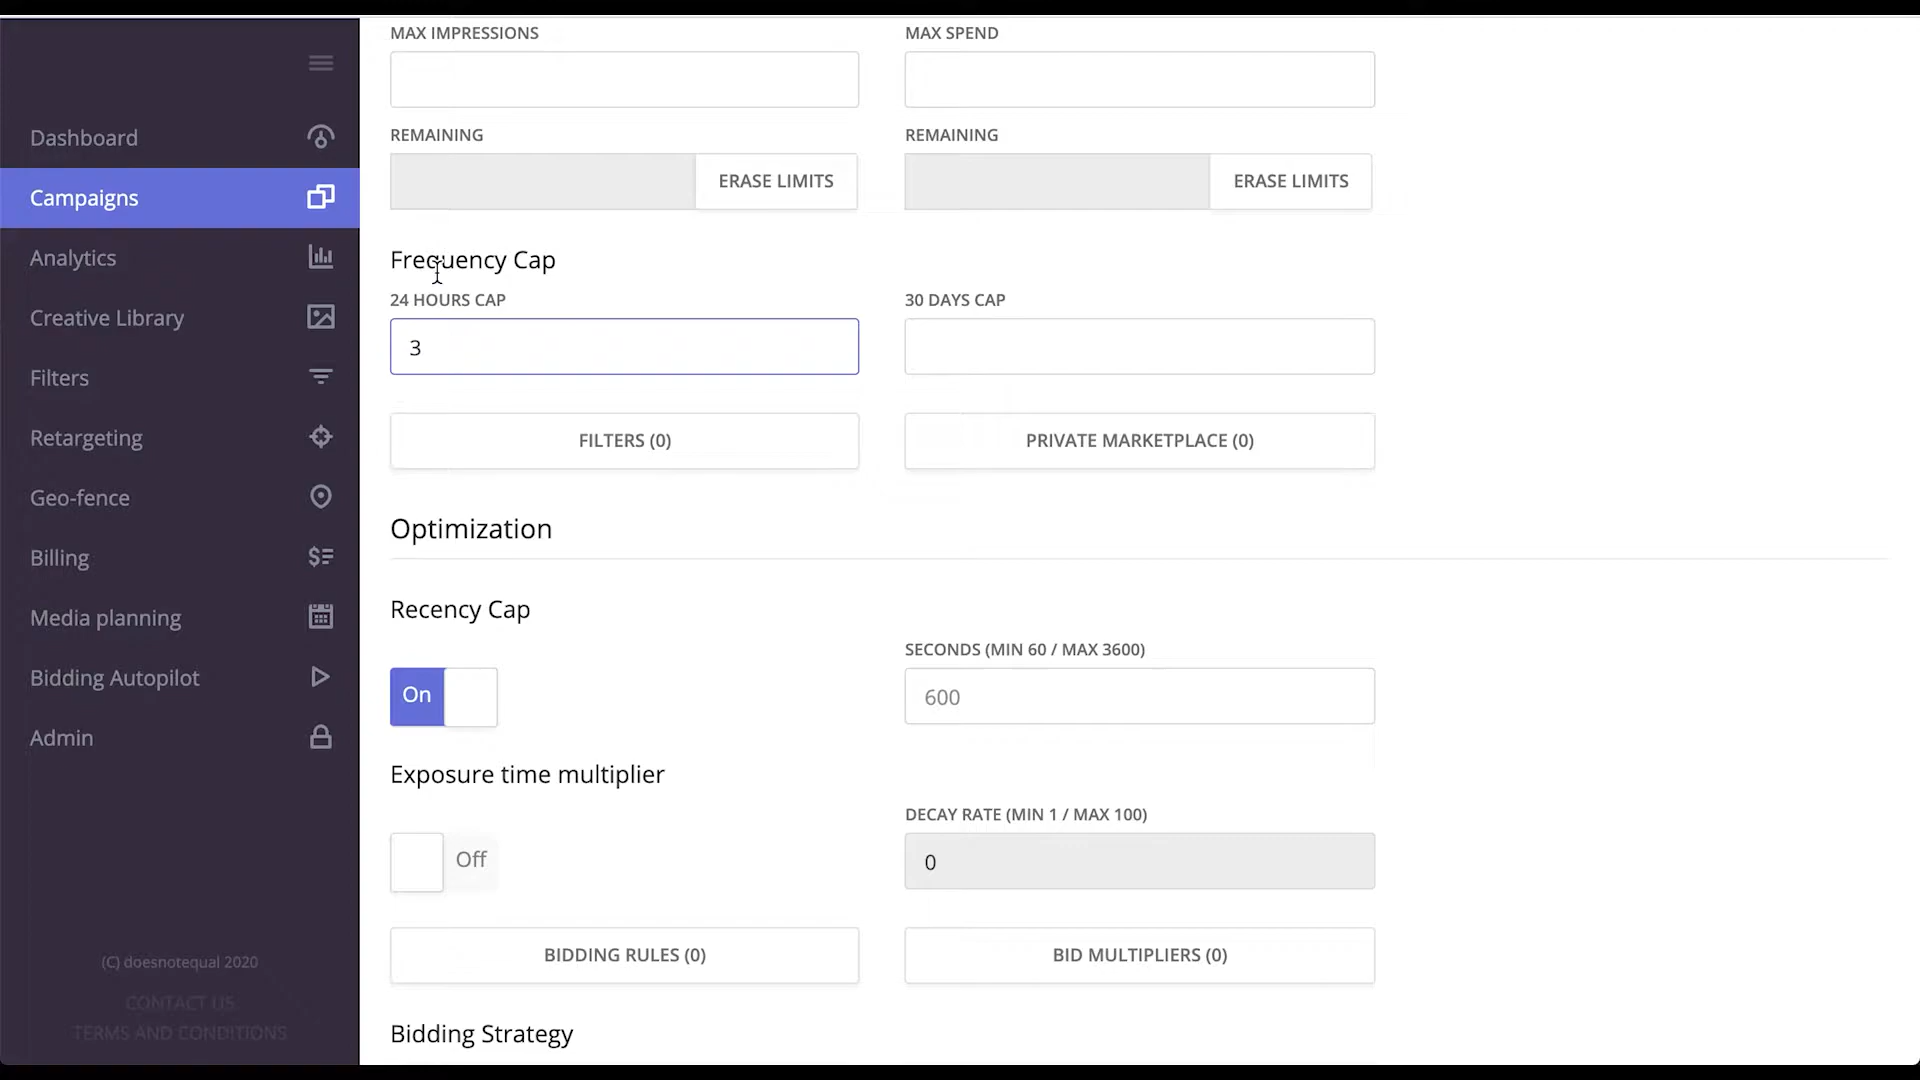 MAX IMPRESSIONS
MAX SPEND
REMAINING
REMAINING
ERASE LIMITS
ERASE LIMITS
Dashboard
Campaigns
Analytics
Creative Library
Filters
Retargeting
Geo-fence
Billing
Media planning
Bidding Autopilot
Admin
(C) doesnotequal 2020
CONTACT US
TERMS AND CONDITIONS
Frequency Cap
24 HOURS CAP
30 DAYS CAP
3
FILTERS (0)
PRIVATE MARKETPLACE (0)
Optimization
Recency Cap
SECONDS (MIN 60 / MAX 3600)
On
600
Exposure time multiplier
DECAY RATE (MIN 1 / MAX 100)
Off
0
BIDDING RULES (0)
BID MULTIPLIERS (0)
Bidding Strategy